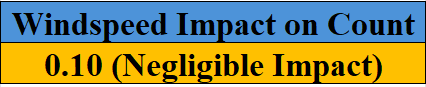 Windspeed Impact on Count
0.10 (Negligible Impact)